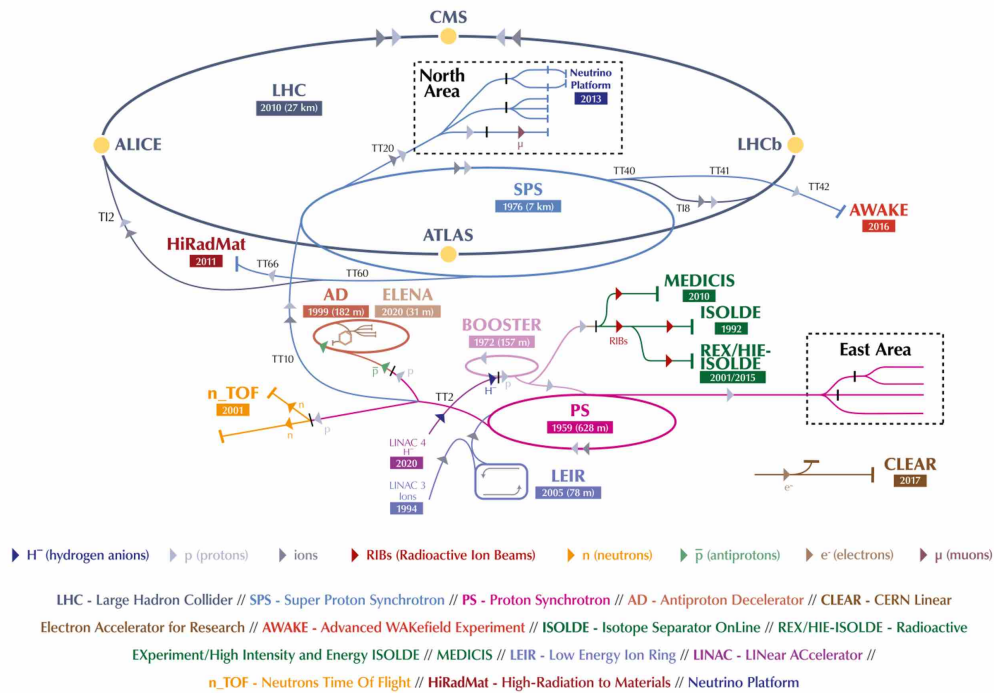 CMS
North
Area
Neutrino
Platform
2013
LHC
2010 (27 km)
ALICE
LHCb
TT20
μ
TT40
TT41
TT42
SPS
1976 (7 km)
TI8
TI2
AWAKE
2016
ATLAS
HiRadMat
2011
TT66
TT60
MEDICIS
2010
AD
1999 (182 m)
ELENA
2020 (31 m)
ISOLDE
1992
BOOSTER
1972 (157 m)
RIBs
REX/HIE-
ISOLDE
2001/2015
East Area
TT10
p̅
p
H⁻
p
n_TOF
2001
n
n
p
TT2
PS
1959 (628 m)
LINAC 4
H⁻
2020
LINAC 3
Ions
1994
LEIR
2005 (78 m)
CLEAR
2017
e⁻
H⁻ (hydrogen anions) p (protons) ions RIBs (Radioactive Ion Beams) n (neutrons) p̅ (antiprotons) e⁻ (electrons) μ (muons)
LHC - Large Hadron Collider // SPS - Super Proton Synchrotron // PS - Proton Synchrotron // AD - Antiproton Decelerator // CLEAR - CERN Linear
Electron Accelerator for Research // AWAKE - Advanced WAKefield Experiment // ISOLDE - Isotope Separator OnLine // REX/HIE-ISOLDE - Radioactive
EXperiment/High Intensity and Energy ISOLDE // MEDICIS // LEIR - Low Energy Ion Ring // LINAC - LINear ACcelerator //
n_TOF - Neutrons Time Of Flight // HiRadMat - High-Radiation to Materials // Neutrino Platform